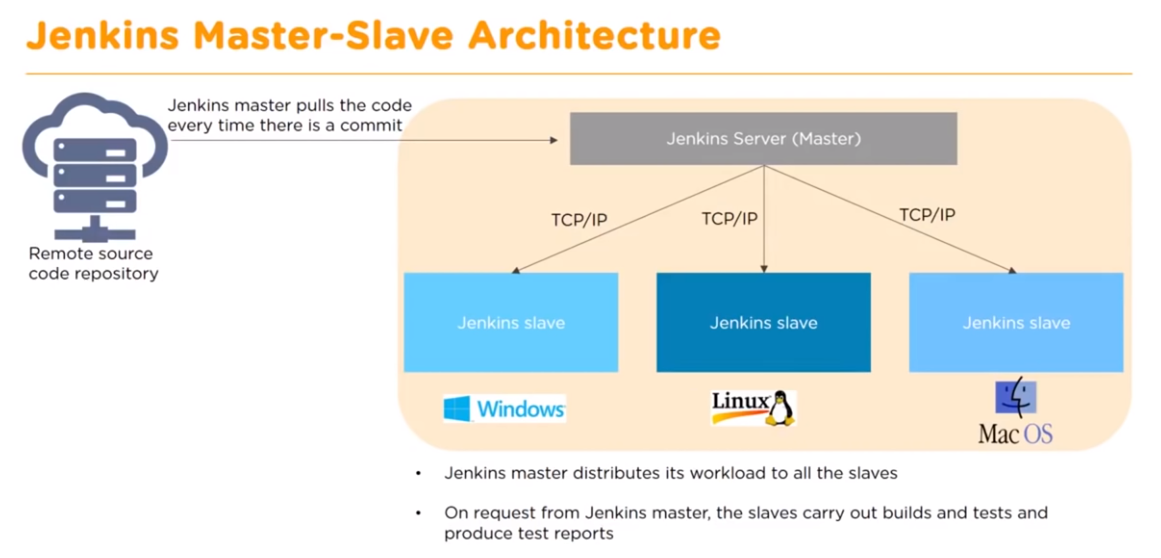 Jenkins Master-Slave Architecture
Jenkins master pulls the code
every time there is a commit
Jenkins Server (Master)
TCP/IP
TCP/IP
TCP/IP
Remote source
code repository
Jenkins slave
Jenkins slave
Jenkins slave
Windows
Linux
Mac OS
• Jenkins master distributes its workload to all the slaves
• On request from Jenkins master, the slaves carry out builds and tests and
produce test reports